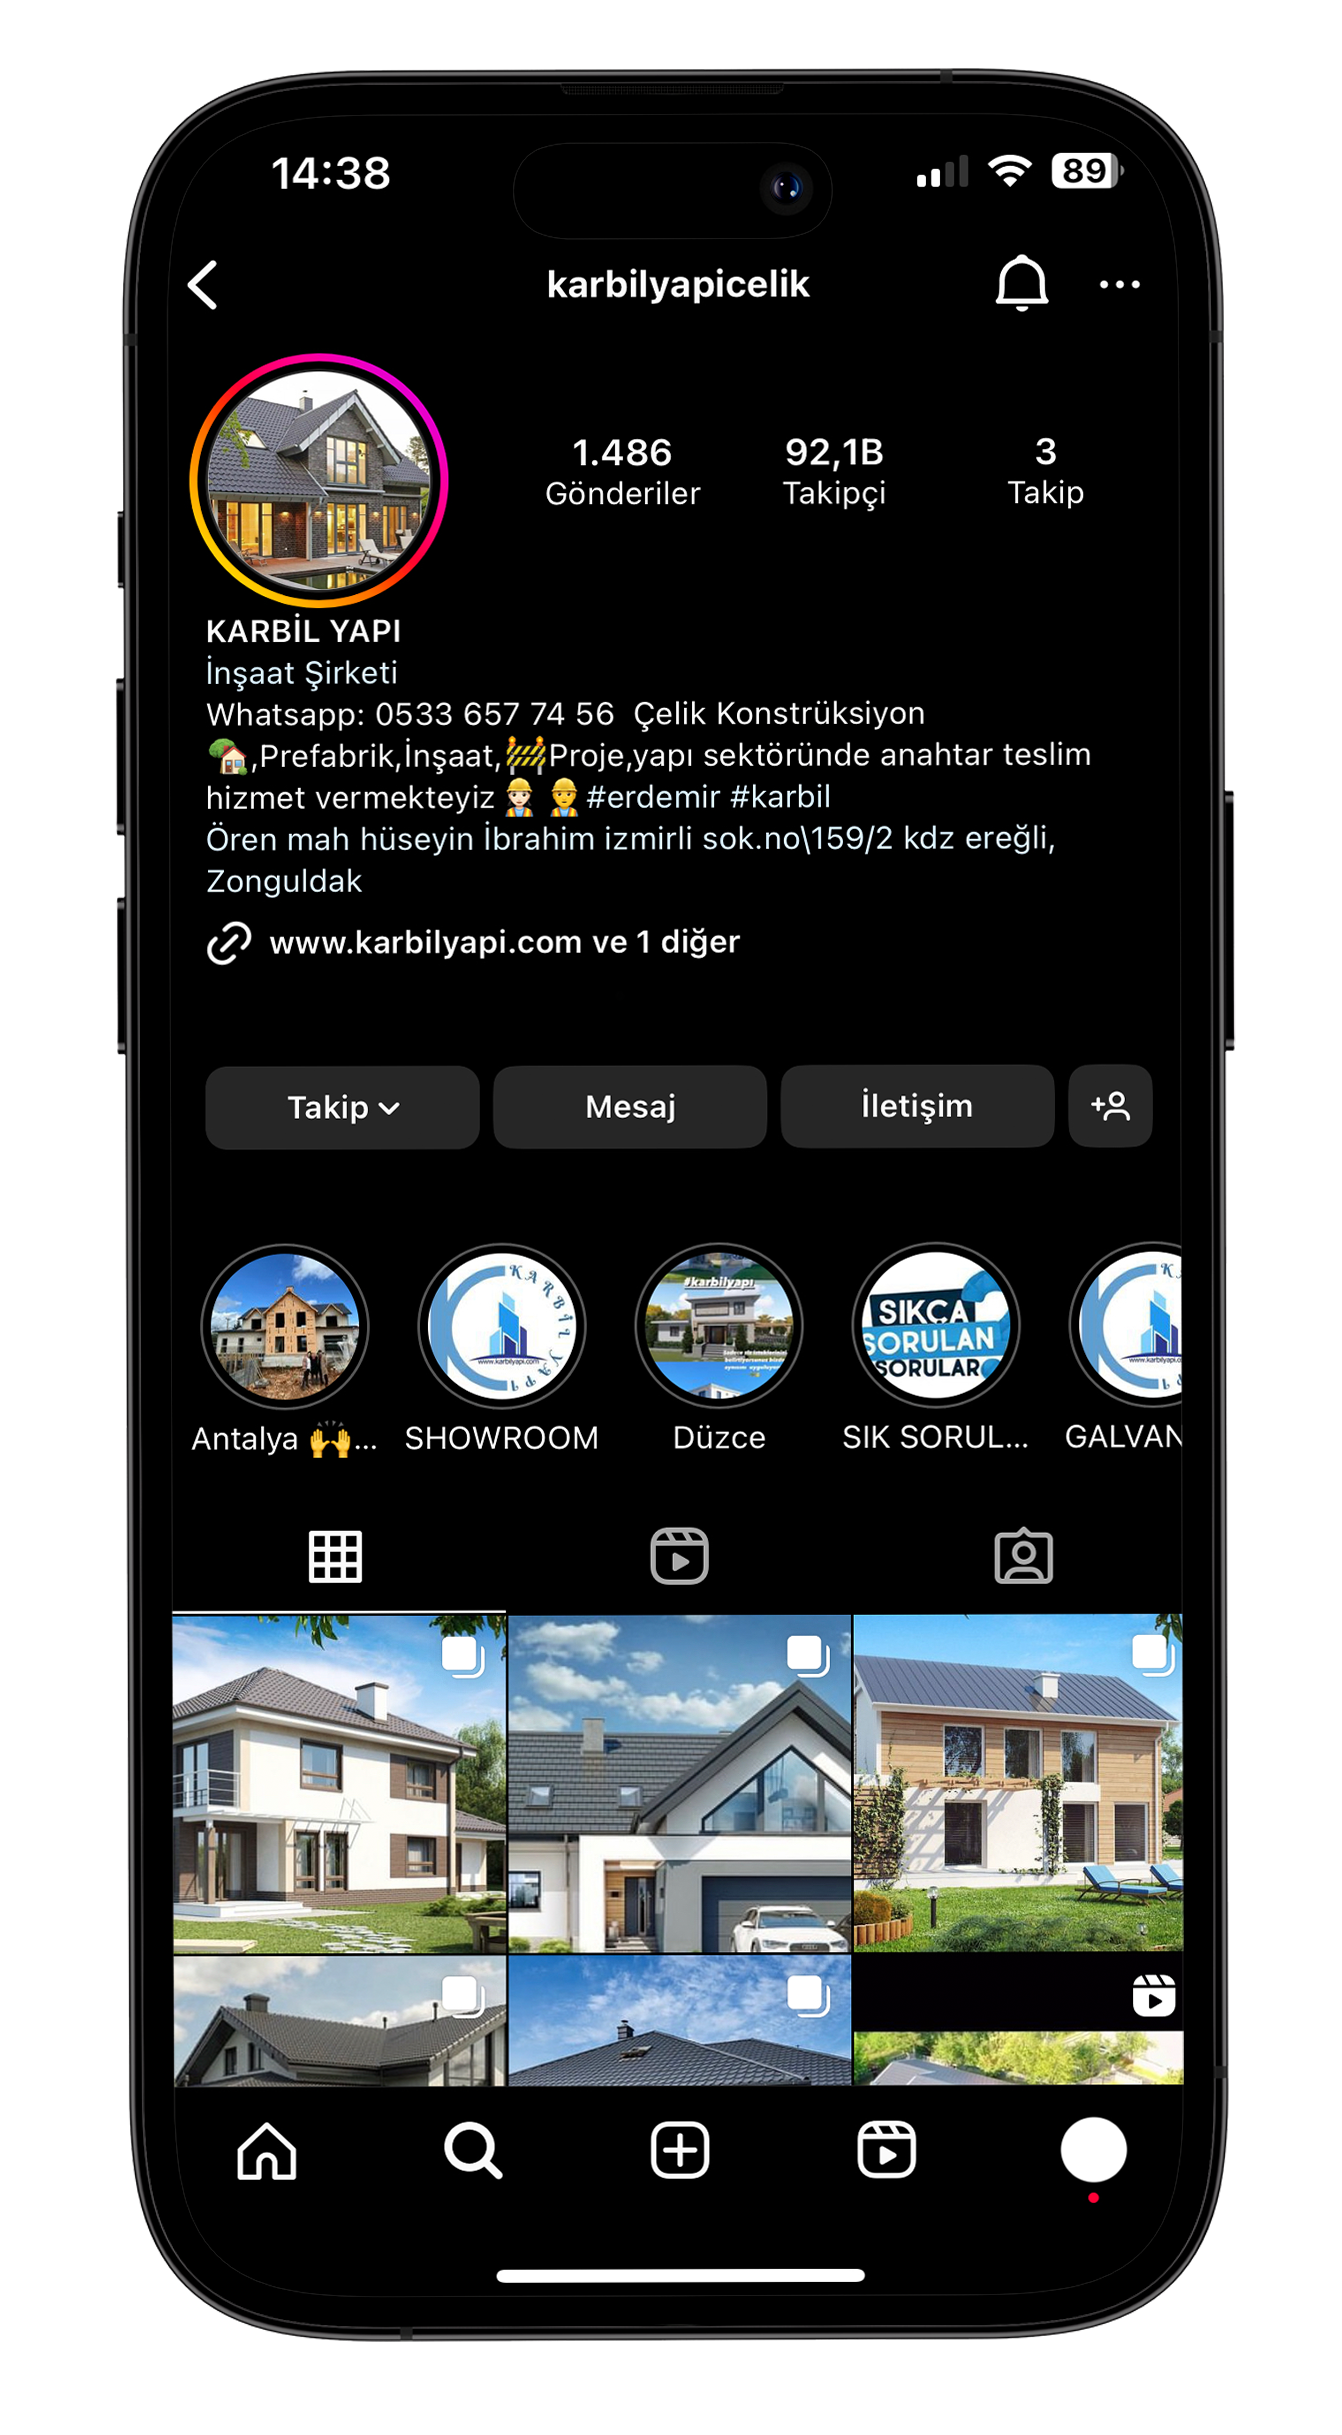 14:38
89
karbilyapicelik
1.486
92,1B
3
Gönderiler
Takipçi
Takip
KARBİL YAPI
İnşaat Şirketi
Whatsapp: 0533 657 74 56 Çelik Konstrüksiyon
🏡,Prefabrik,İnşaat,🚧Proje,yapı sektöründe anahtar teslim
hizmet vermekteyiz👷🏻👷#erdemir #karbil
Ören mah hüseyin İbrahim izmirli sok.no\159/2 kdz ereğli,
Zonguldak
www.karbilyapi.com ve 1 diğer
Takip
Mesaj
İletişim
KARBİL YAPI
www.karbilyapi.com
#karbilyapı
SIKÇA
SORULAN
SORULAR
Antalya 🙌...
SHOWROOM
Düzce
SIK SORUL...
GALVAN